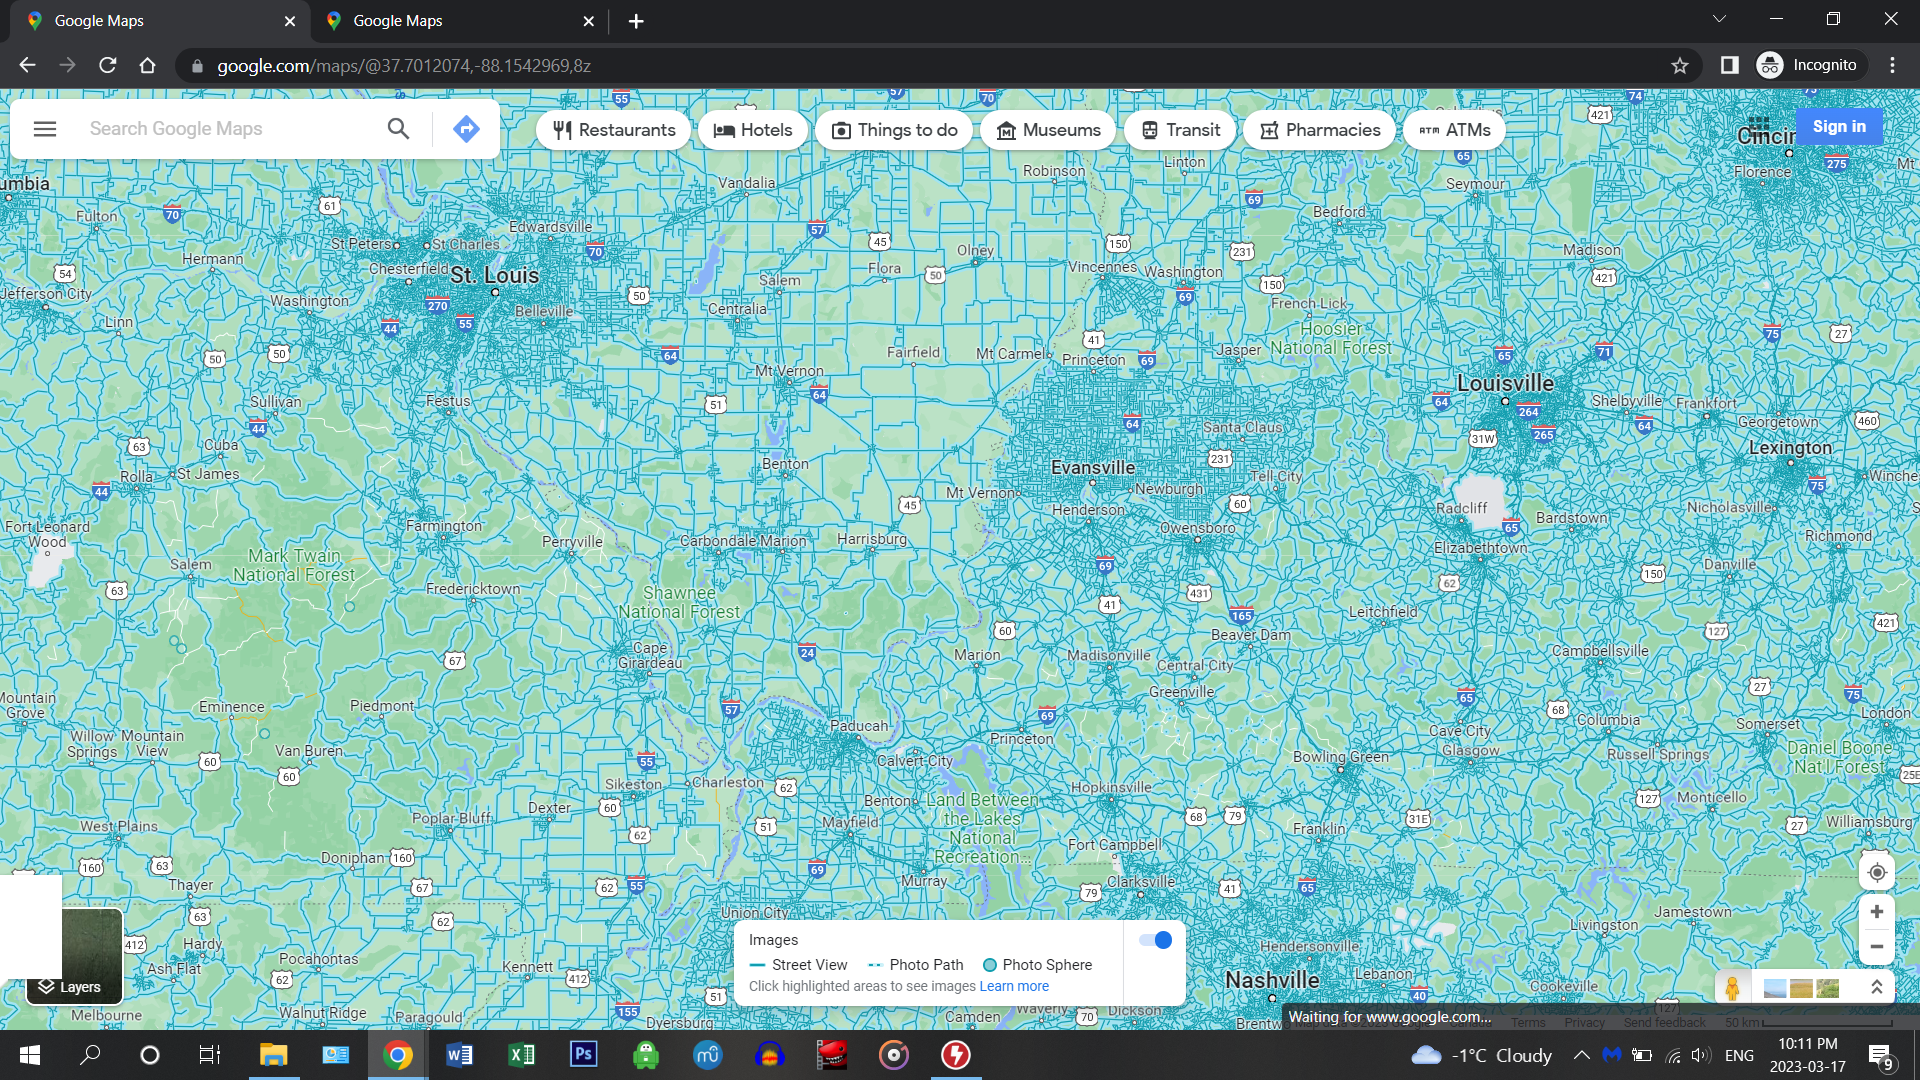 Google Maps
Google Maps
google.com/maps/@37.7012074,-88.1542969,8z
Incognito
Search Google Maps
Restaurants
Hotels
Things to do
Museums
Transit
Pharmacies
ATM ATMs
Sign in
55
57
70
74
421
65
275
Florence
umbia
Fulton
70
61
Vandalia
Robinson
Linton
Seymour
69
Bedford
Edwardsville
St Peters
St Charles
70
57
45
Olney
150
231
Madison
Hermann
Chesterfield
St. Louis
Salem
Flora
50
Vincennes
Washington
421
54
Jefferson City
Washington
270
50
Centralia
69
150
French Lick
Linn
44
55
Belleville
Hoosier
National Forest
50
50
64
Fairfield
Mt Carmel
41
Princeton
69
Jasper
65
71
75
27
Mt Vernon
Louisville
Sullivan
Festus
51
64
64
264
Shelbyville
Frankfort
44
64
Santa Claus
31W
265
64
Georgetown
460
63
Cuba
Lexington
Rolla
St James
Benton
Evansville
231
Tell City
75
Winche
44
45
Mt Vernon
Newburgh
60
Radcliff
Nicholasville
Fort Leonard
Wood
Farmington
Henderson
Owensboro
65
Bardstown
Perryville
Carbondale
Marion
Harrisburg
Elizabethtown
Richmond
Mark Twain
National Forest
Salem
69
62
150
Danville
63
Fredericktown
Shawnee
National Forest
41
431
165
Leitchfield
421
60
Beaver Dam
127
67
Cape
Girardeau
24
Marion
Madisonville
Central City
Campbellsville
Mountain
Grove
Eminence
Piedmont
57
Greenville
65
27
75
68
Columbia
London
Willow
Springs
Mountain
View
Paducah
69
Princeton
Cave City
Somerset
60
60
Van Buren
55
Calvert City
Bowling Green
Glasgow
Russell Springs
Daniel Boone
Nat'l Forest
Sikeston
Charleston
62
Hopkinsville
25E
Dexter
60
Benton
Land Between
the Lakes
National
Recreation...
127
Monticello
West Plains
Poplar Bluff
62
51
Mayfield
68
79
Franklin
31E
27
Williamsburg
160
63
Doniphan
160
Fort Campbell
69
Thayer
67
62
55
Murray
79
Clarksville
41
65
63
62
Union City
Livingston
Jamestown
412
Hardy
Ash Flat
Pocahontas
62
Kennett
412
Hendersonville
Nashville
Lebanon
40
Cookeville
Layers
Melbourne
Walnut Ridge
Paragould
155
51
Dyersburg
Camden
Waverly
70
Dickson
Brentw
127
Images
Street View
Photo Path
Photo Sphere
Click highlighted areas to see images Learn more
Waiting for www.google.com...
Terms
Privacy
Send feedback
50 km
-1°C Cloudy
ENG
10:11 PM
2023-03-17
9